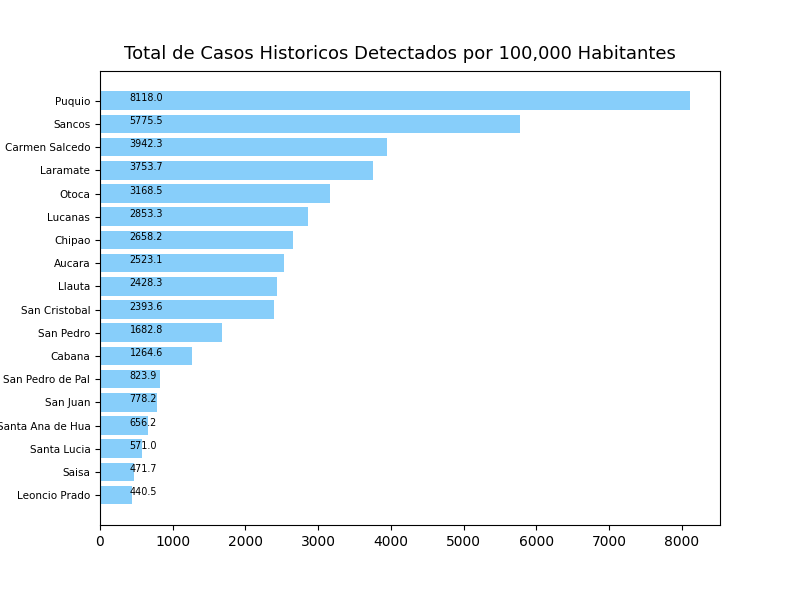 Total de Casos Historicos Detectados por 100,000 Habitantes
Puquio 8118.0
Sancos 5775.5
Carmen Salcedo 3942.3
Laramate 3753.7
Otoca 3168.5
Lucanas 2853.3
Chipao 2658.2
Aucara 2523.1
Llauta 2428.3
San Cristobal 2393.6
San Pedro 1682.8
Cabana 1264.6
San Pedro de Pal 823.9
San Juan 778.2
Santa Ana de Hua 656.2
Santa Lucia 571.0
Saisa 471.7
Leoncio Prado 440.5
0 1000 2000 3000 4000 5000 6000 7000 8000